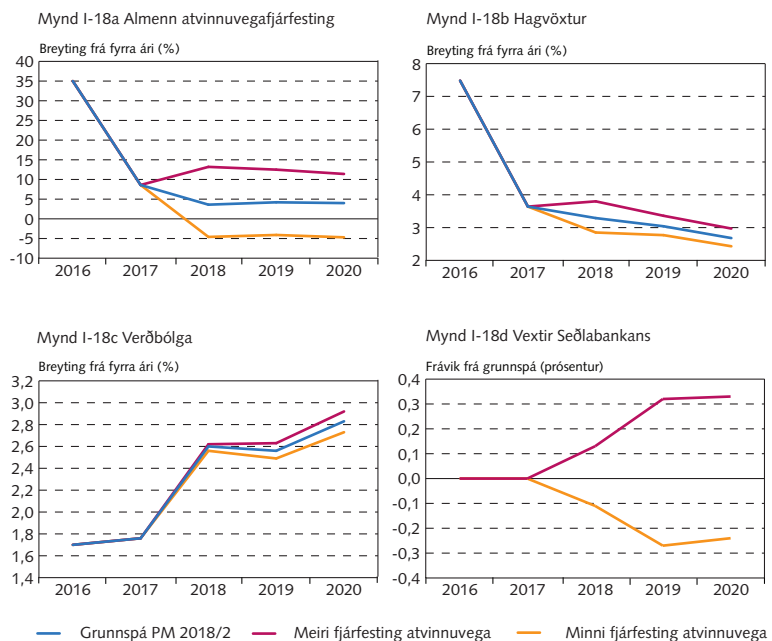 Mynd I-18a Almenn atvinnuvegafjárfesting
Breyting frá fyrra ári (%)
40
35
30
25
20
15
10
5
0
-5
-10
2016 2017 2018 2019 2020
Mynd I-18b Hagvöxtur
Breyting frá fyrra ári (%)
8
7
6
5
4
3
2
2016 2017 2018 2019 2020
Mynd I-18c Verðbólga
Breyting frá fyrra ári (%)
3,2
3,0
2,8
2,6
2,4
2,2
2,0
1,8
1,6
1,4
2016 2017 2018 2019 2020
Mynd I-18d Vextir Seðlabankans
Frávik frá grunnspá (prósentur)
0,4
0,3
0,2
0,1
0,0
-0,1
-0,2
-0,3
-0,4
2016 2017 2018 2019 2020
Grunnspá PM 2018/2 Meiri fjárfesting atvinnuvega Minni fjárfesting atvinnuvega